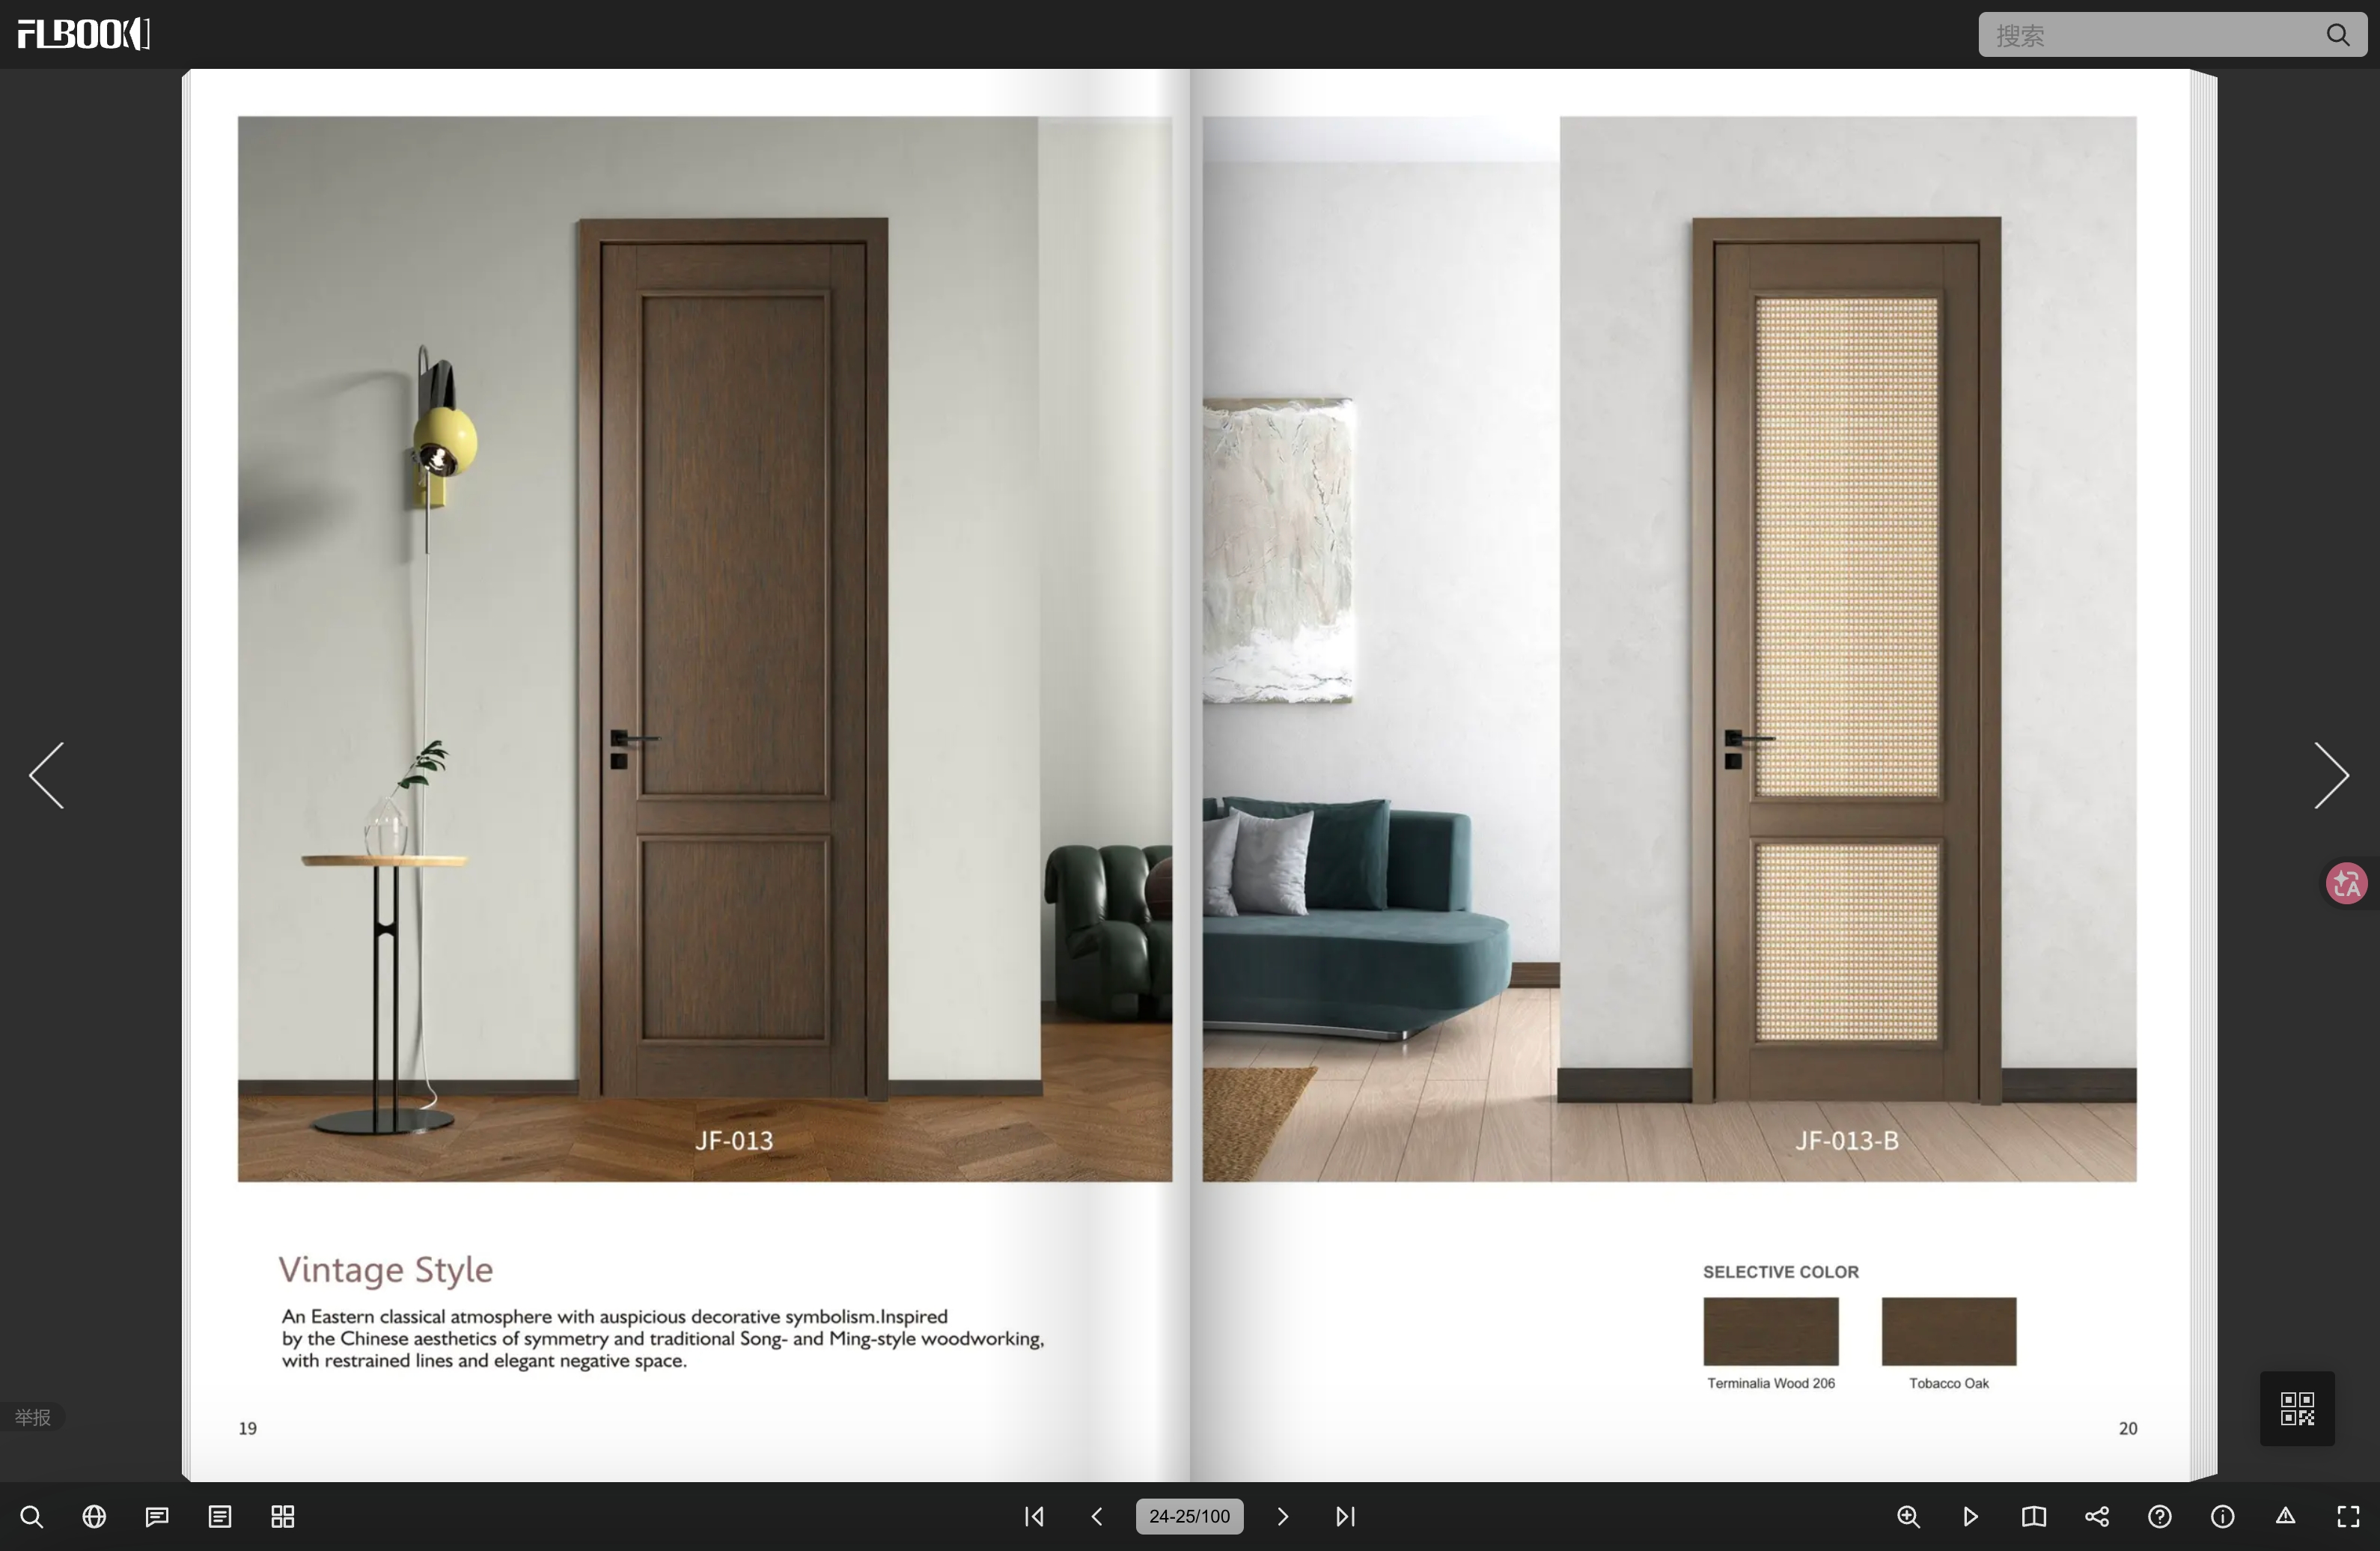 FLBOOK
搜索
JF-013
JF-013-B
Vintage Style
An Eastern classical atmosphere with auspicious decorative symbolism.Inspired
by the Chinese aesthetics of symmetry and traditional Song- and Ming-style woodworking,
with restrained lines and elegant negative space.
SELECTIVE COLOR
Terminalia Wood 206
Tobacco Oak
举报
19
20
24-25/100